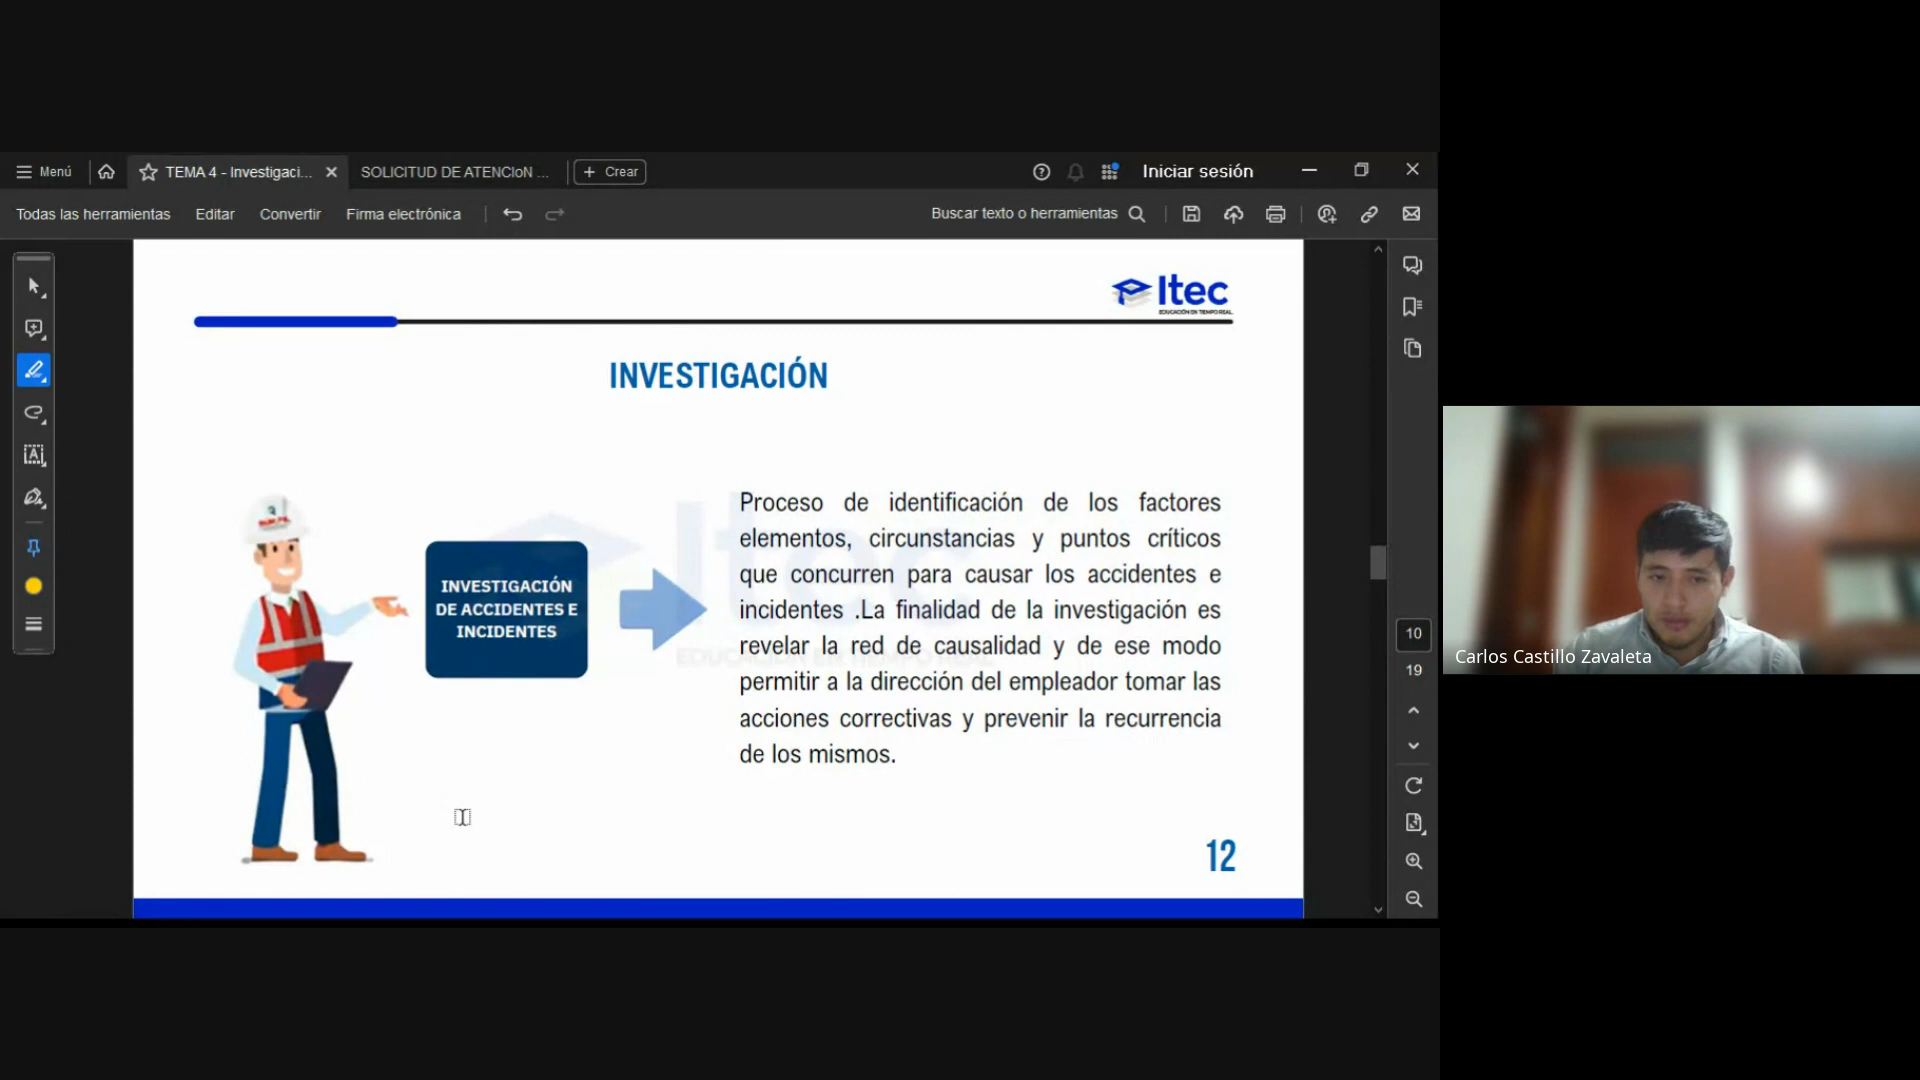 Menú
TEMA 4 - Investigaci...
SOLICITUD DE ATENCIoN ...
Crear
Iniciar sesión
Todas las herramientas
Editar
Convertir
Firma electrónica
Buscar texto o herramientas
Itec
EDUCACIÓN EN TIEMPO REAL
INVESTIGACIÓN
INVESTIGACIÓN
DE ACCIDENTES E
INCIDENTES
Proceso de identificación de los factores
elementos, circunstancias y puntos críticos
que concurren para causar los accidentes e
incidentes .La finalidad de la investigación es
revelar la red de causalidad y de ese modo
permitir a la dirección del empleador tomar las
acciones correctivas y prevenir la recurrencia
de los mismos.
12
10
19
Carlos Castillo Zavaleta